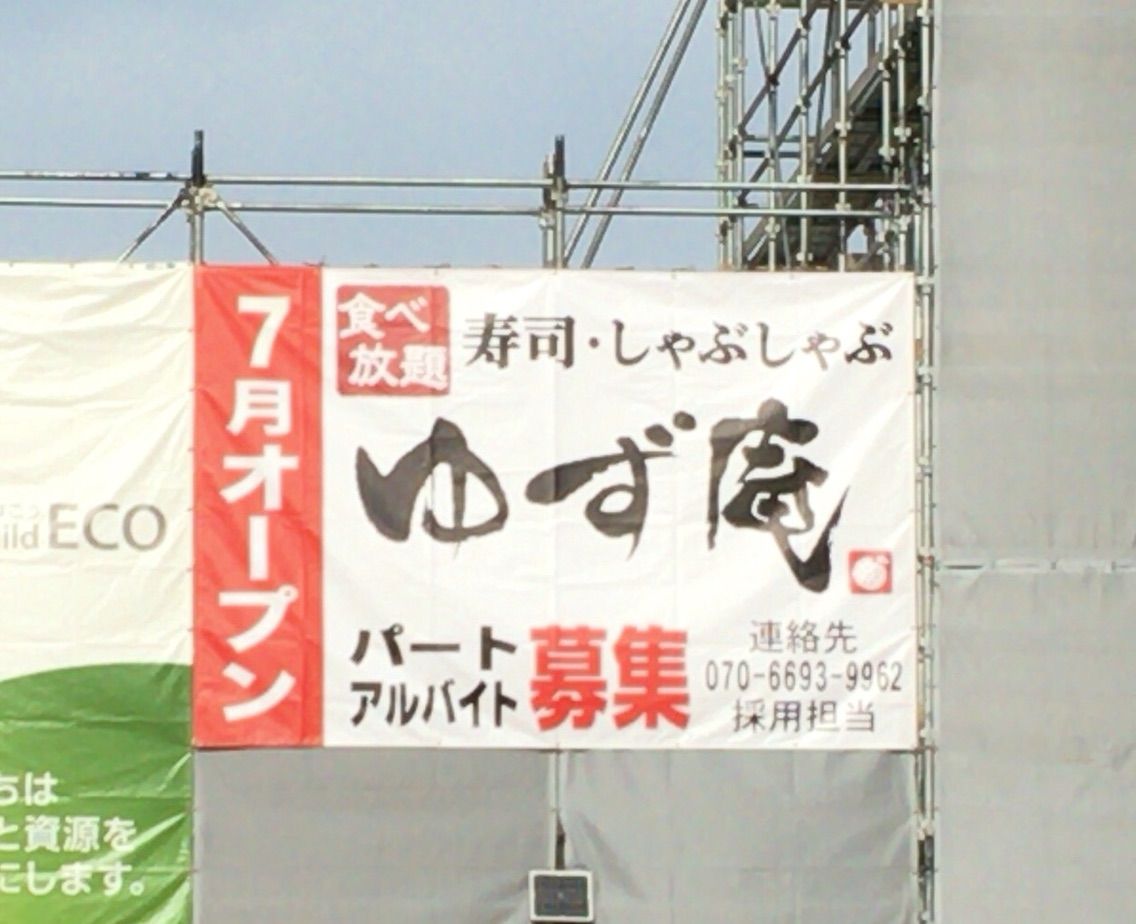 7月オープン
食べ
放題
寿司・しゃぶしゃぶ
ゆず庵
パート
アルバイト
募集
連絡先
070-6693-9962
採用担当
ild ECO
ちは
と資源を
にします。